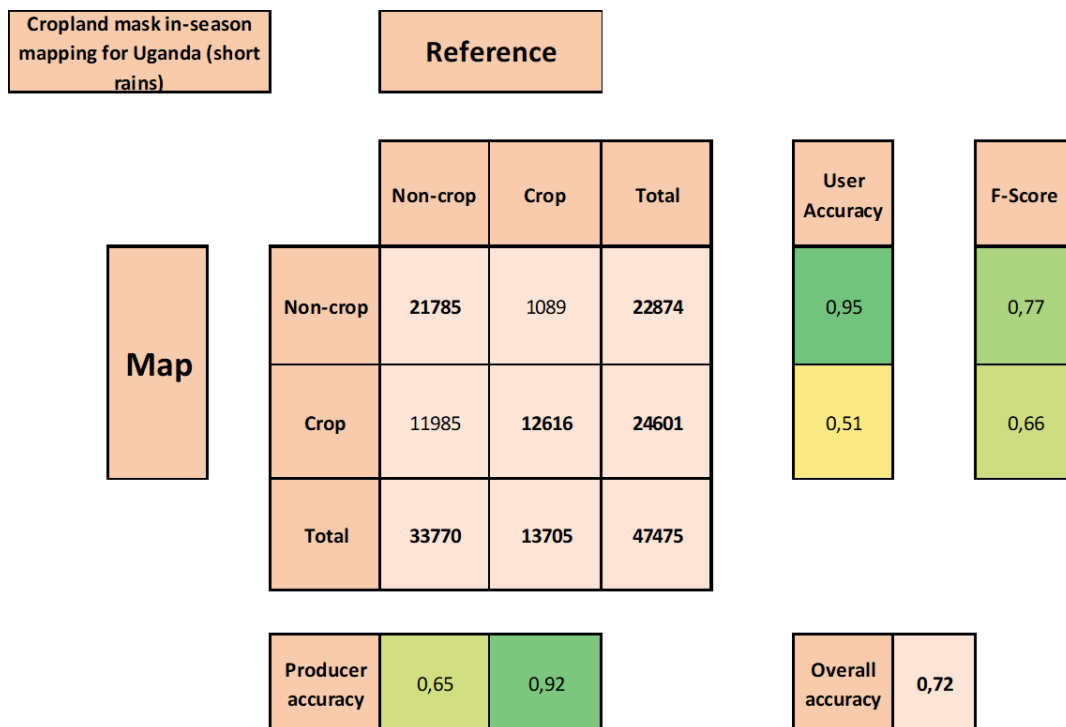 Cropland mask in-season
mapping for Uganda (short
rains)
Reference
Non-crop Crop Total
User
Accuracy
F-Score
Map
Non-crop 21785 1089 22874 0,95 0,77
Crop 11985 12616 24601 0,51 0,66
Total 33770 13705 47475
Producer
accuracy
0,65 0,92
Overall
accuracy
0,72